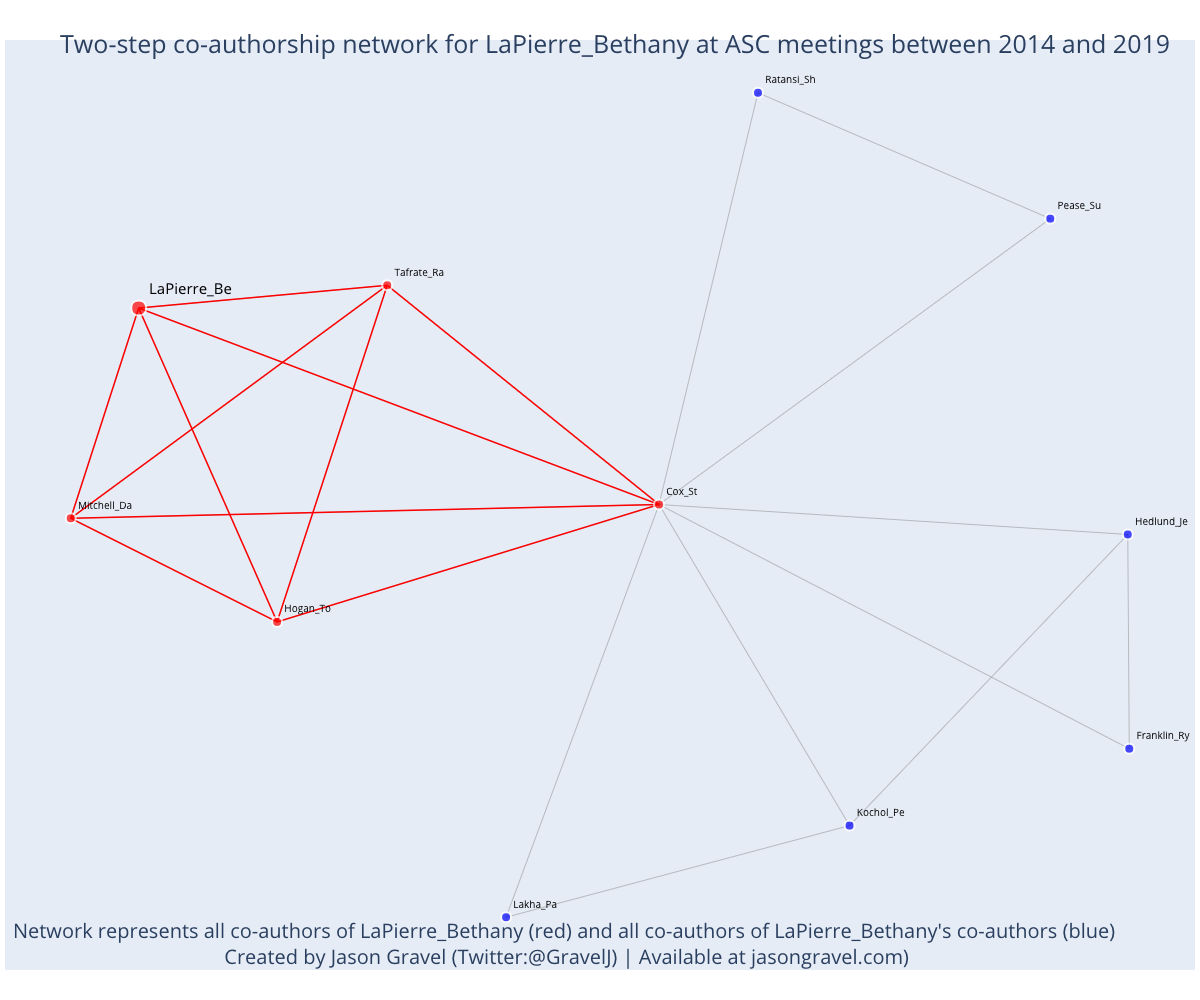 Two-step co-authorship network for LaPierre_Bethany at ASC meetings between 2014 and 2019
Ratansi_Sh
Pease_Su
Tafrate_Ra
LaPierre_Be
Cox_St
Mitchell_Da
Hedlund_Je
Hogan_To
Franklin_Ry
Kochol_Pe
Lakha_Pa
Network represents all co-authors of LaPierre_Bethany (red) and all co-authors of LaPierre_Bethany's co-authors (blue)
Created by Jason Gravel (Twitter:@GravelJ) | Available at jasongravel.com)